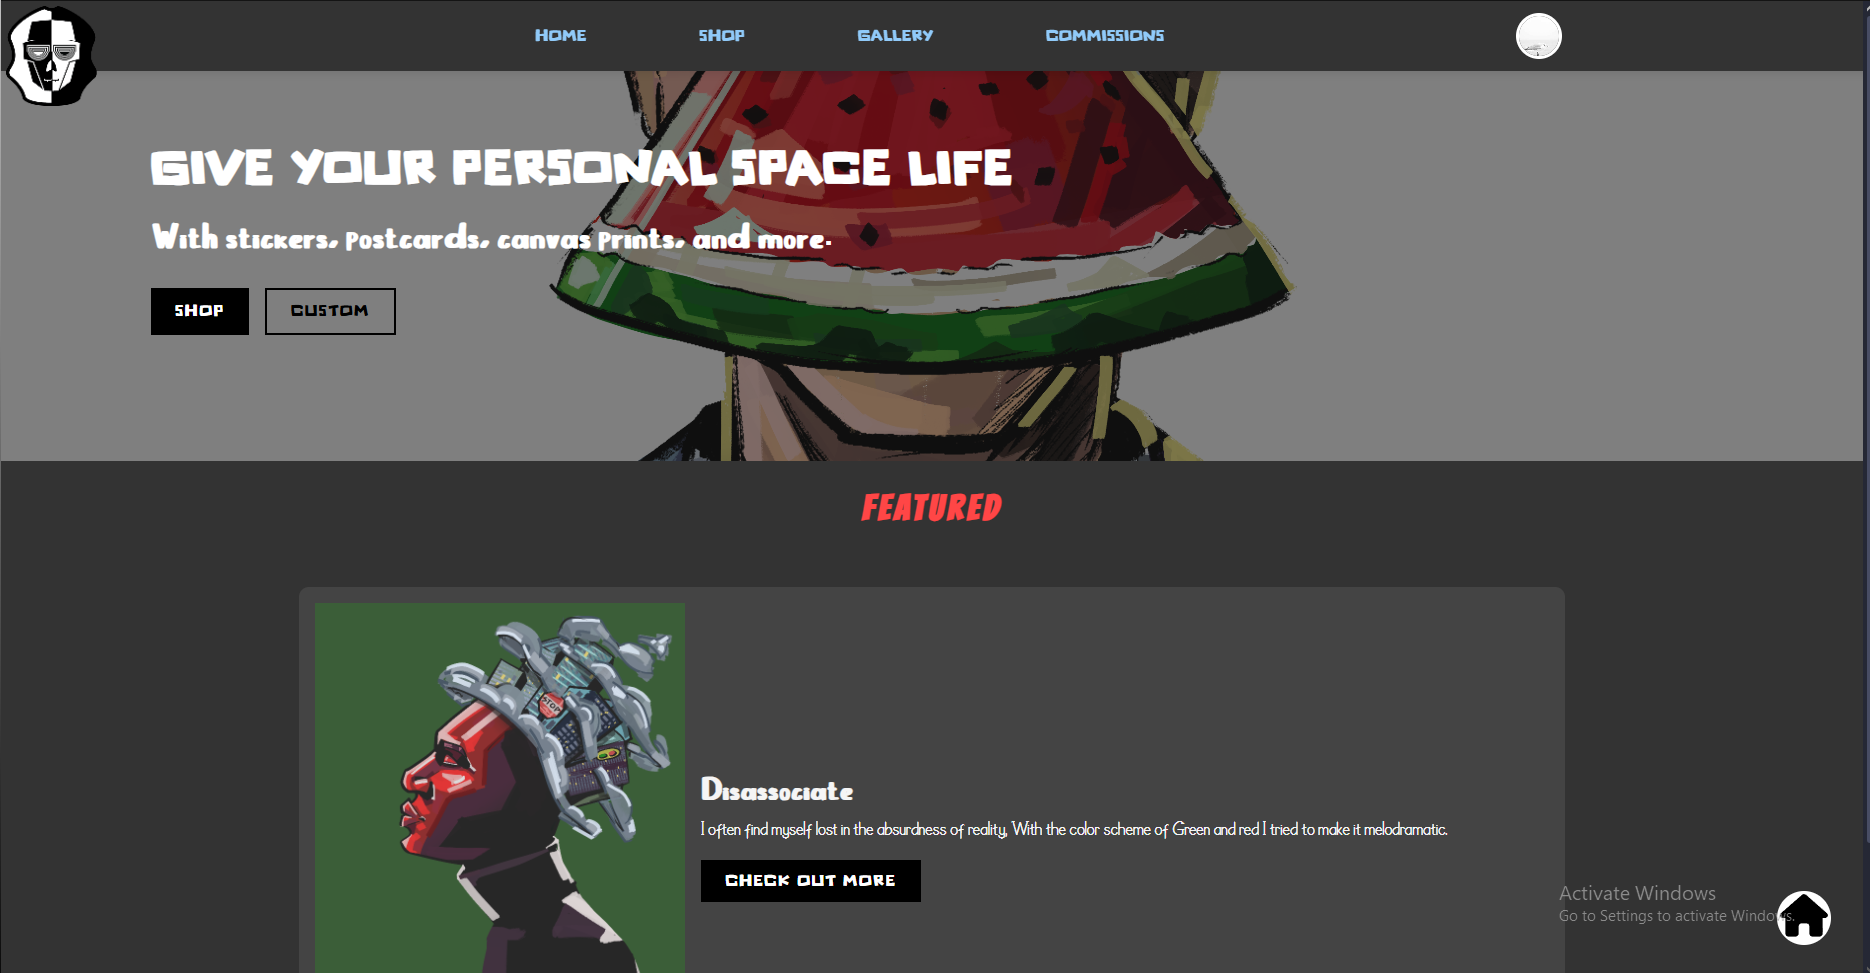 HOME
SHOP
GALLERY
COMMISSIONS
GIVE YOUR PERSONAL SPACE LIFE
With stickers, postcards, canvas prints, and more.
SHOP
CUSTOM
FEATURED
STOP
Disassociate
I often find myself lost in the absurdness of reality, With the color scheme of Green and red I tried to make it melodramatic.
CHECK OUT MORE
Activate Windows
Go to Settings to activate Windows.